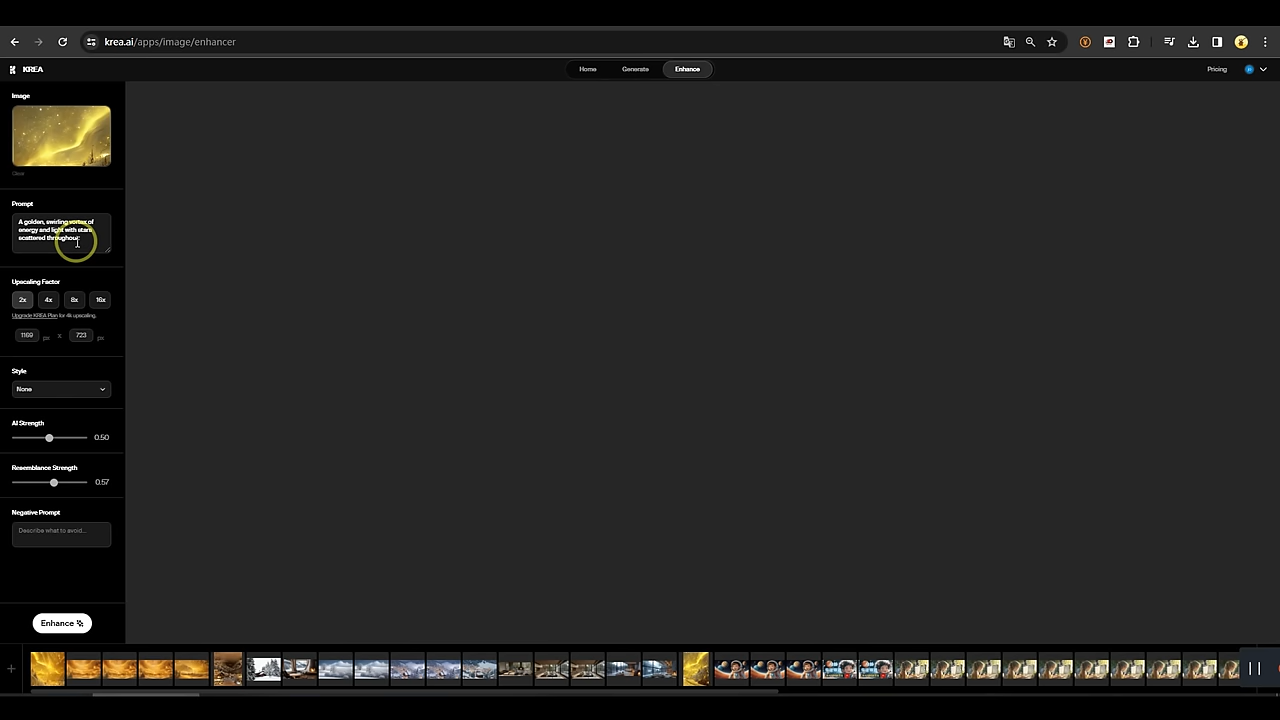 krea.ai/apps/image/enhancer
KREA
Home
Generate
Enhance
Pricing
Image
Clear
Prompt
A golden, swirling vortex of
energy and light with stars
scattered throughout.
Upscaling Factor
2x
4x
8x
16x
Upgrade KREA Plan for 4k upscaling.
1169 px x 723 px
Style
None
AI Strength
0.50
Resemblance Strength
0.57
Negative Prompt
Describe what to avoid...
Enhance